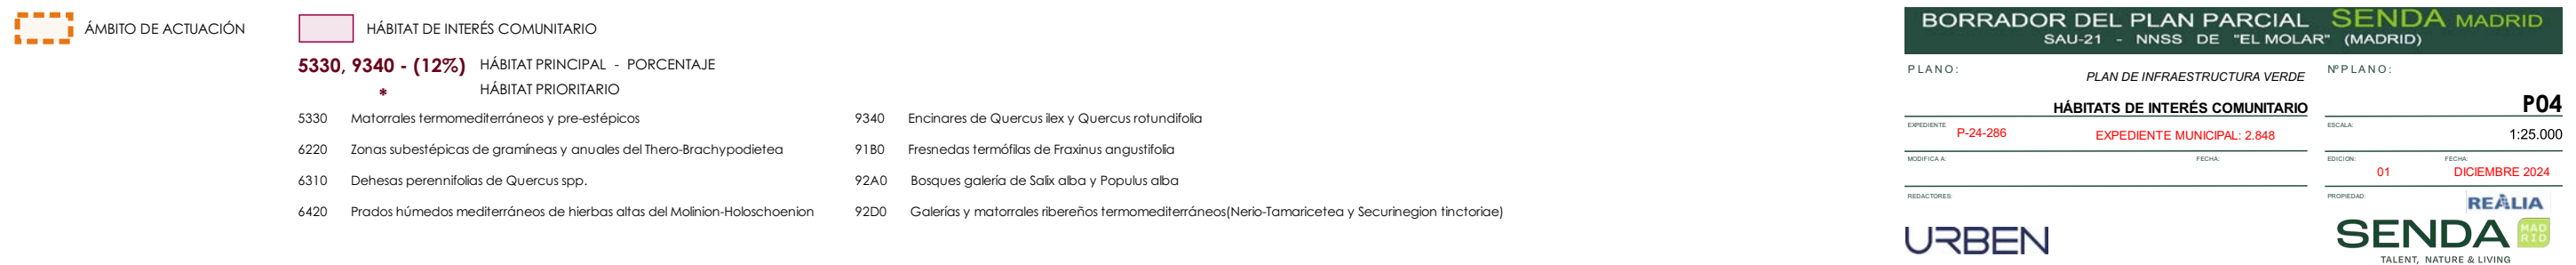 ÁMBITO DE ACTUACIÓN
HÁBITAT DE INTERÉS COMUNITARIO
5330, 9340 - (12%) HÁBITAT PRINCIPAL - PORCENTAJE
* HÁBITAT PRIORITARIO
5330 Matorrales termomediterráneos y pre-estépicos
6220 Zonas subestépicas de gramíneas y anuales del Thero-Brachypodietea
6310 Dehesas perennifolias de Quercus spp.
6420 Prados húmedos mediterráneos de hierbas altas del Molinion-Holoschoenion
9340 Encinares de Quercus ilex y Quercus rotundifolia
91B0 Fresnedas termófilas de Fraxinus angustifolia
92A0 Bosques galería de Salix alba y Populus alba
92D0 Galerías y matorrales ribereños termomediterráneos(Nerio-Tamaricetea y Securinegion tinctoriae)
BORRADOR DEL PLAN PARCIAL SENDA MADRID
SAU-21 - NNSS DE "EL MOLAR" (MADRID)
PLANO:
PLAN DE INFRAESTRUCTURA VERDE
HÁBITATS DE INTERÉS COMUNITARIO
NºPLANO:
P04
EXPEDIENTE P-24-286 EXPEDIENTE MUNICIPAL: 2.848
ESCALA: 1:25.000
MODIFICA A: FECHA:
EDICION: 01 FECHA: DICIEMBRE 2024
REDACTORES:
URBEN
PROPIEDAD:
REALIA
SENDA MADRID
TALENT, NATURE & LIVING